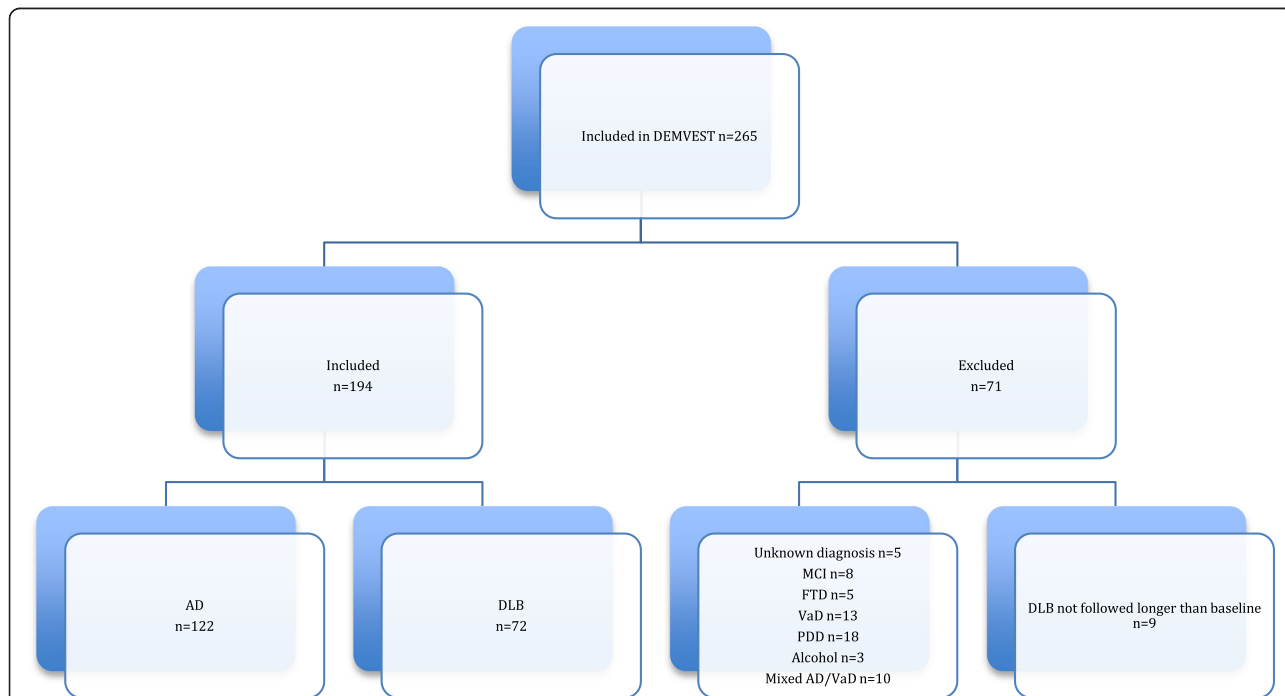 Included in DEMVEST n=265
Included
n=194
Excluded
n=71
AD
n=122
DLB
n=72
Unknown diagnosis n=5
MCI n=8
FTD n=5
VaD n=13
PDD n=18
Alcohol n=3
Mixed AD/VaD n=10
DLB not followed longer than baseline
n=9